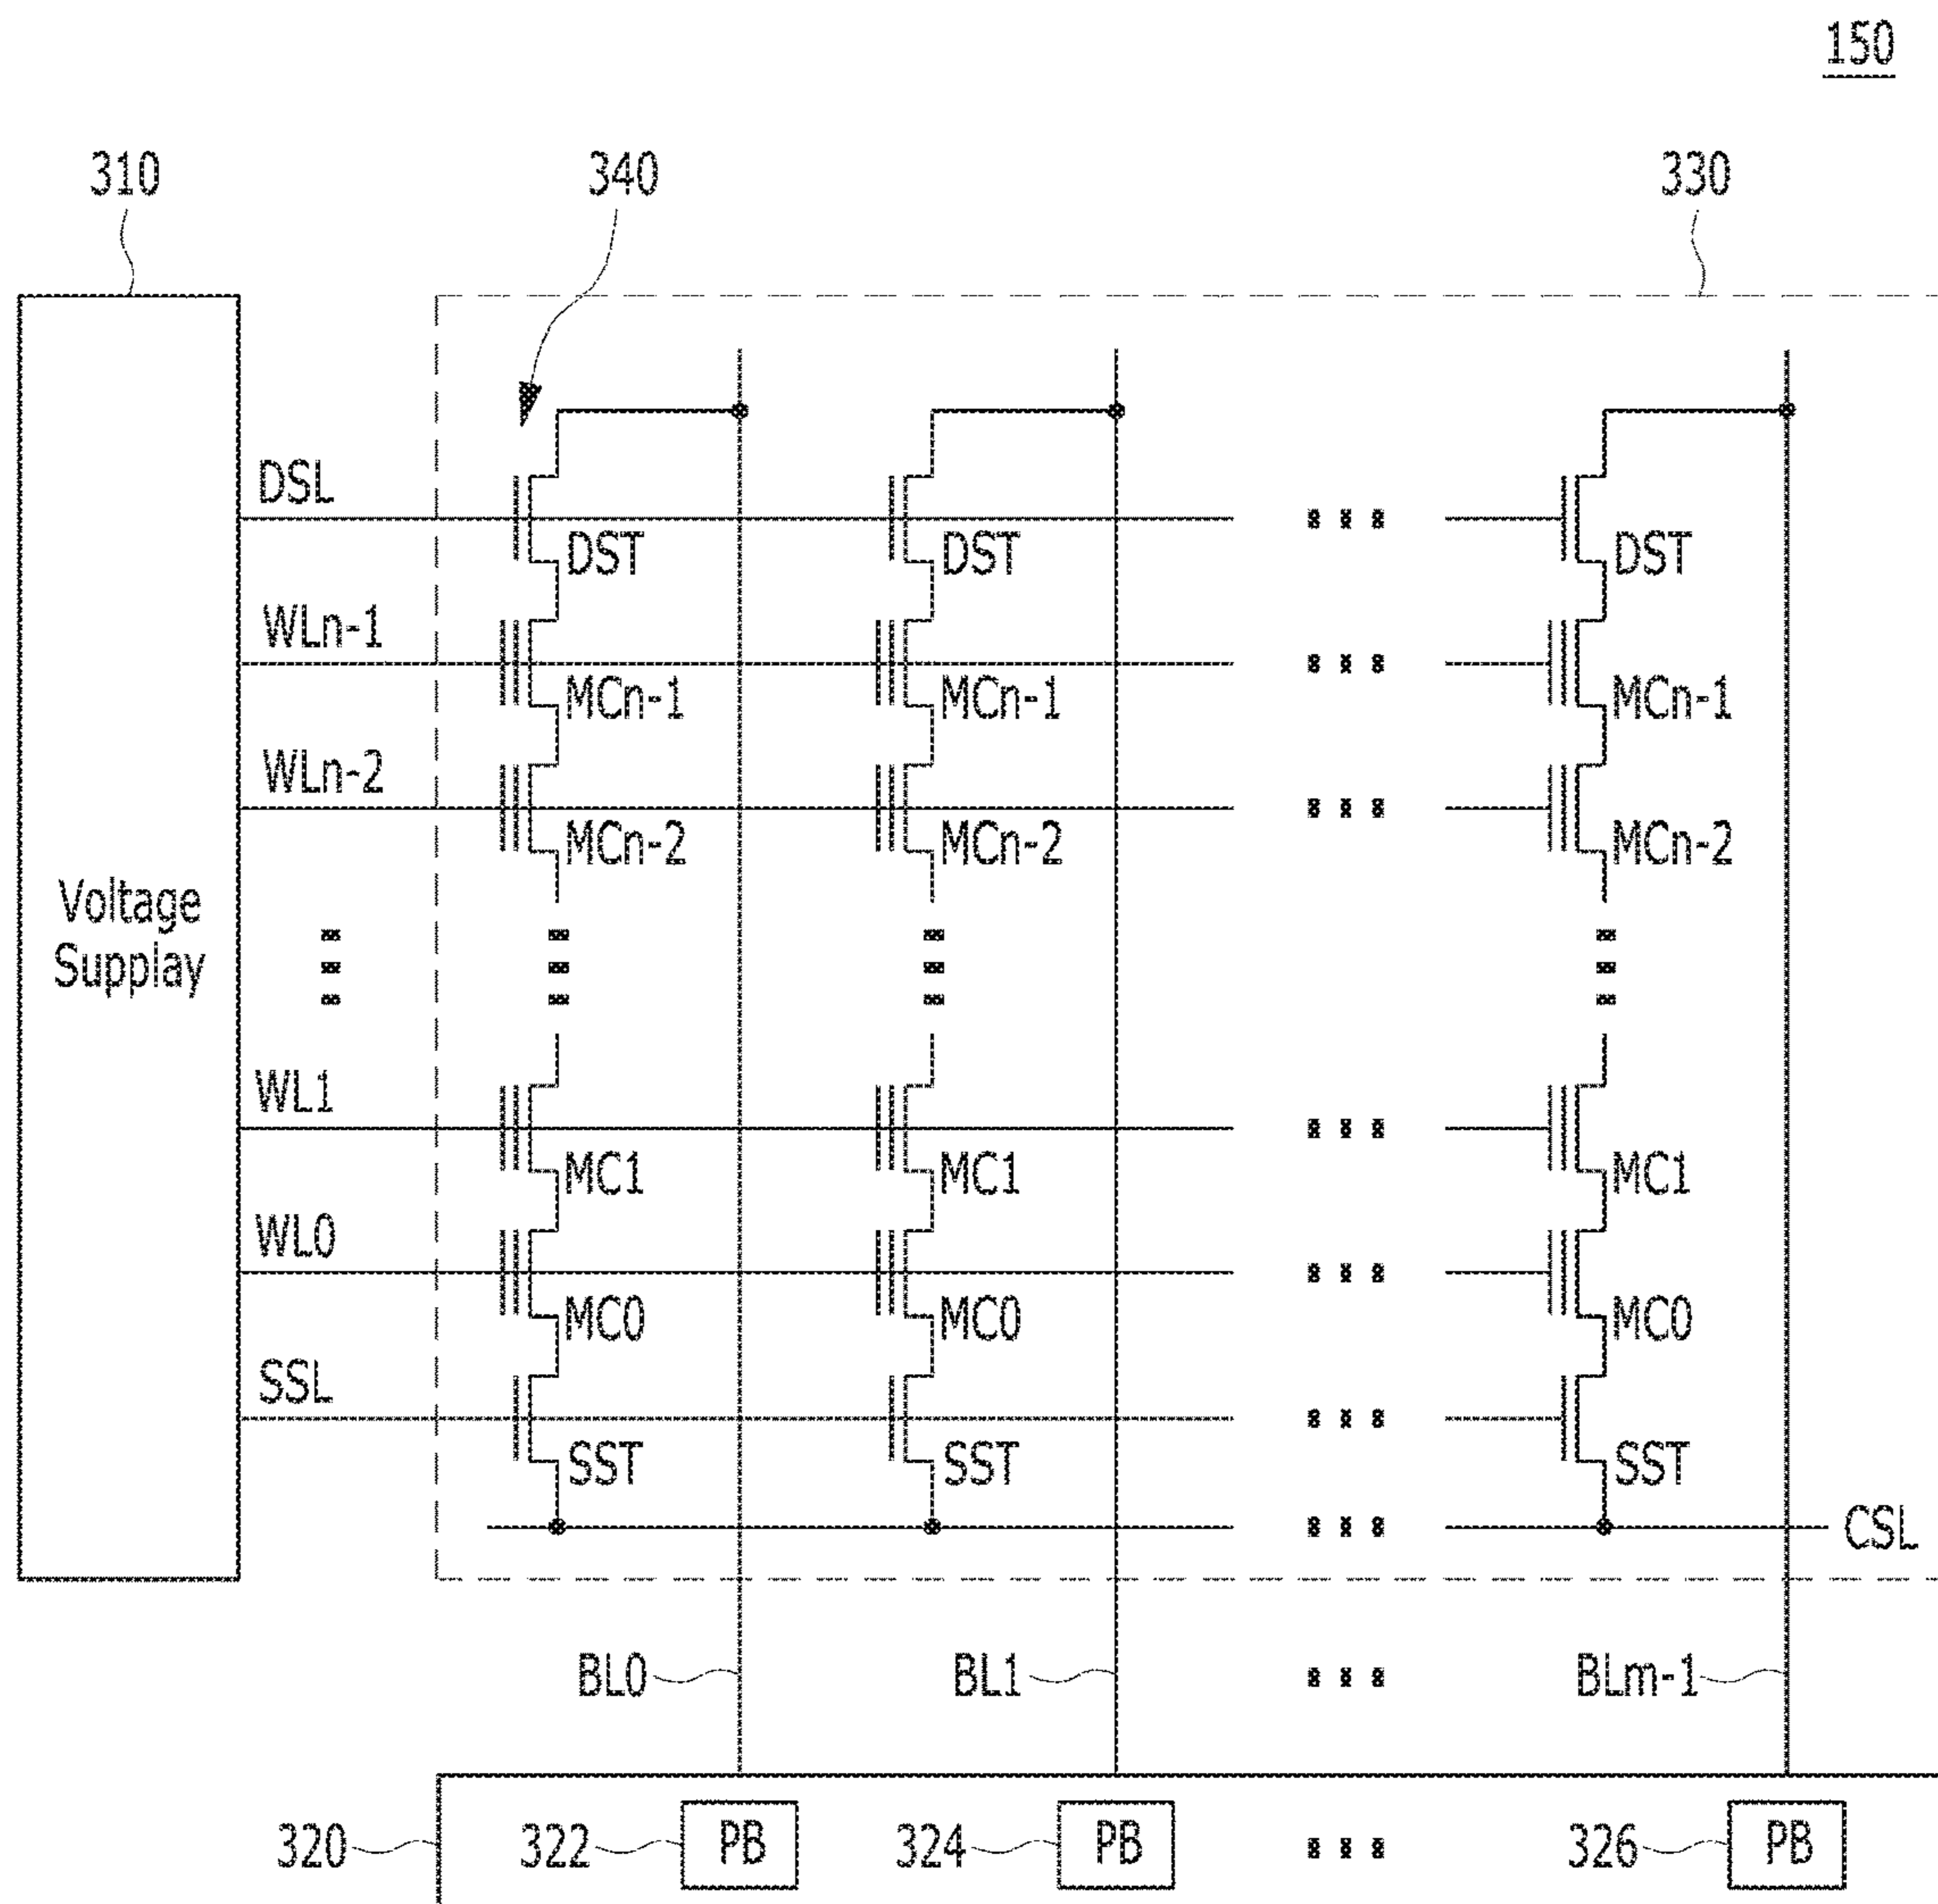 150
310
340
330
DSL
DST DST DST
WLn-1
MCn-1 MCn-1 MCn-1
WLn-2
MCn-2 MCn-2 MCn-2
Voltage
Supplay
WL1
MC1 MC1 MC1
WL0
MC0 MC0 MC0
SSL
SST SST SST
CSL
BL0 BL1 BLm-1
320 322 PB 324 PB 326 PB